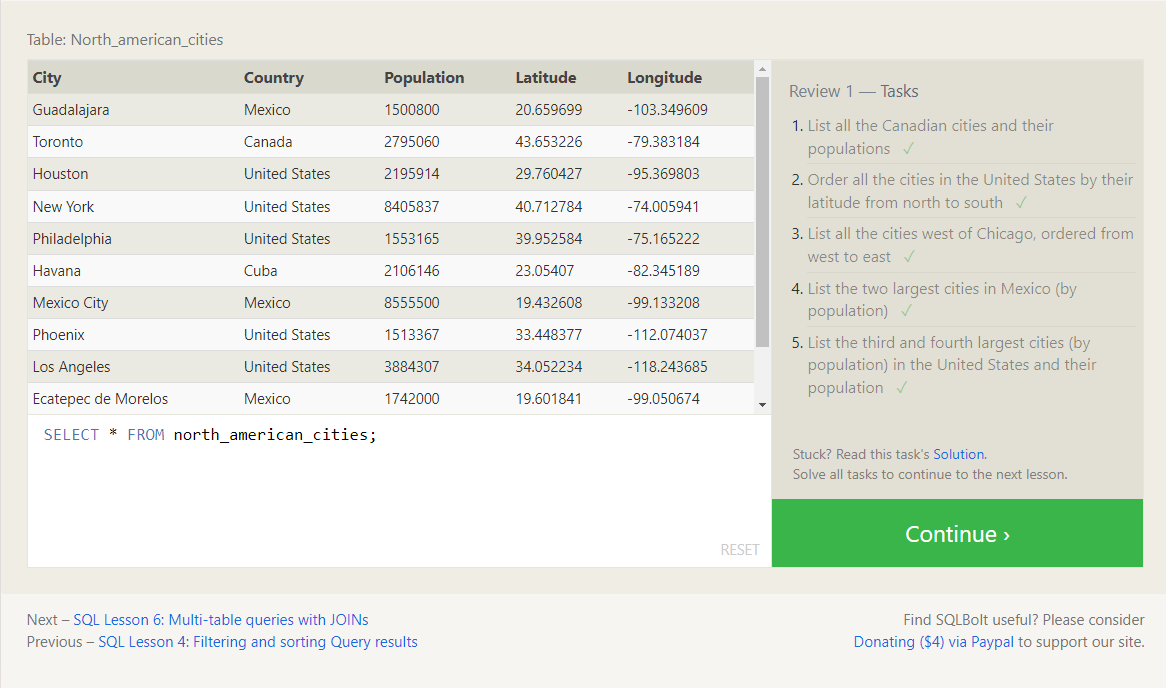 Table: North_american_cities
City Country Population Latitude Longitude
Guadalajara Mexico 1500800 20.659699 -103.349609
Toronto Canada 2795060 43.653226 -79.383184
Houston United States 2195914 29.760427 -95.369803
New York United States 8405837 40.712784 -74.005941
Philadelphia United States 1553165 39.952584 -75.165222
Havana Cuba 2106146 23.05407 -82.345189
Mexico City Mexico 8555500 19.432608 -99.133208
Phoenix United States 1513367 33.448377 -112.074037
Los Angeles United States 3884307 34.052234 -118.243685
Ecatepec de Morelos Mexico 1742000 19.601841 -99.050674
SELECT * FROM north_american_cities;
RESET
Review 1 — Tasks
1. List all the Canadian cities and their
populations ✓
2. Order all the cities in the United States by their
latitude from north to south ✓
3. List all the cities west of Chicago, ordered from
west to east ✓
4. List the two largest cities in Mexico (by
population) ✓
5. List the third and fourth largest cities (by
population) in the United States and their
population ✓
Stuck? Read this task's Solution.
Solve all tasks to continue to the next lesson.
Continue ›
Next – SQL Lesson 6: Multi-table queries with JOINs
Previous – SQL Lesson 4: Filtering and sorting Query results
Find SQLBolt useful? Please consider
Donating ($4) via Paypal to support our site.